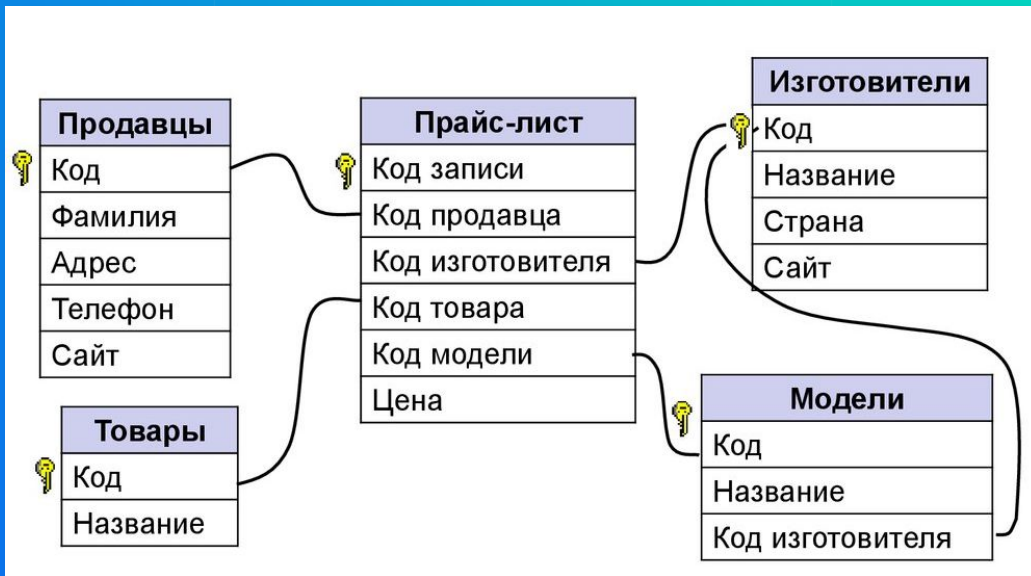 Продавцы
Код
Фамилия
Адрес
Телефон
Сайт
Товары
Код
Название
Прайс-лист
Код записи
Код продавца
Код изготовителя
Код товара
Код модели
Цена
Изготовители
Код
Название
Страна
Сайт
Модели
Код
Название
Код изготовителя